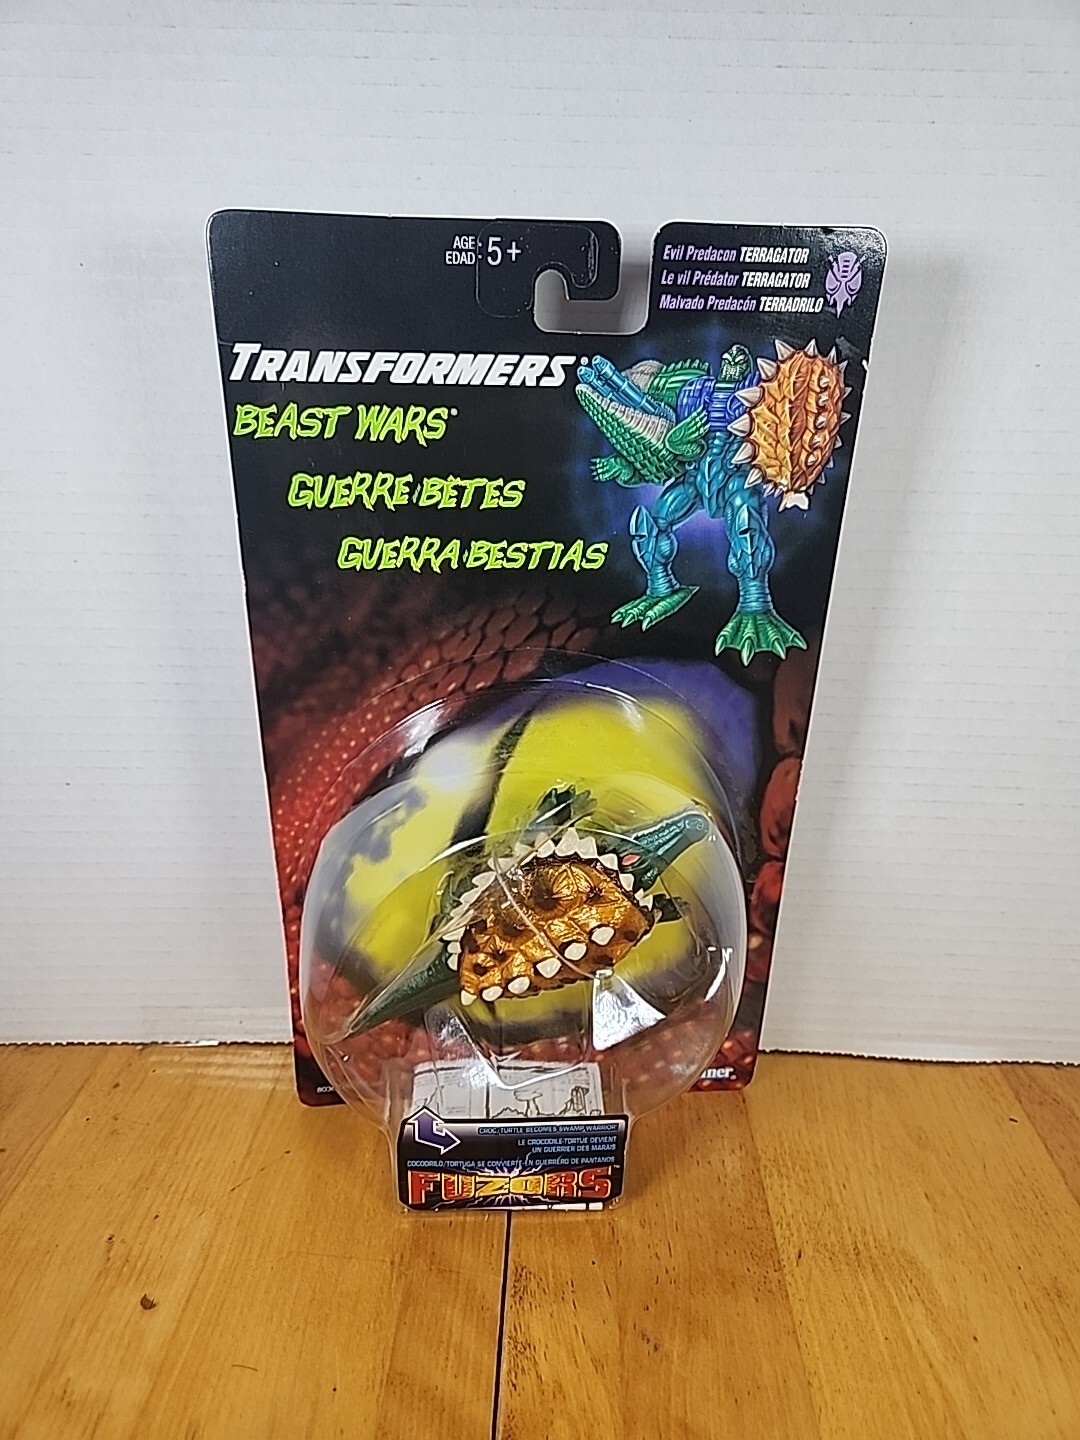 AGE: 5+
EDAD:
Evil Predacon TERRAGATOR
Le vil Prédator TERRAGATOR
Malvado Predacón TERRADRILO
TRANSFORMERS®
BEAST WARS
GUERRE BÊTES
GUERRA BESTIAS
CROC/TURTLE BECOMES SWAMP WARRIOR
LE CROCODILE-TORTUE DEVIENT
UN GUERRIER DES MARAIS
COCODRILO/TORTUGA SE CONVIERTE EN GUERRERO DE PANTANOS
FUZORS™